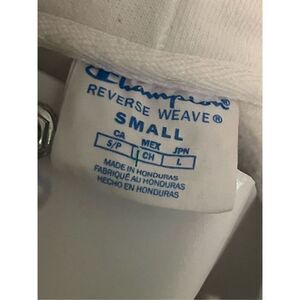 Champion
REVERSE WEAVE®
SMALL
CA MEX JPN
S/P CH L
MADE IN HONDURAS
FABRIQUÉ AU HONDURAS
HECHO EN HONDURAS